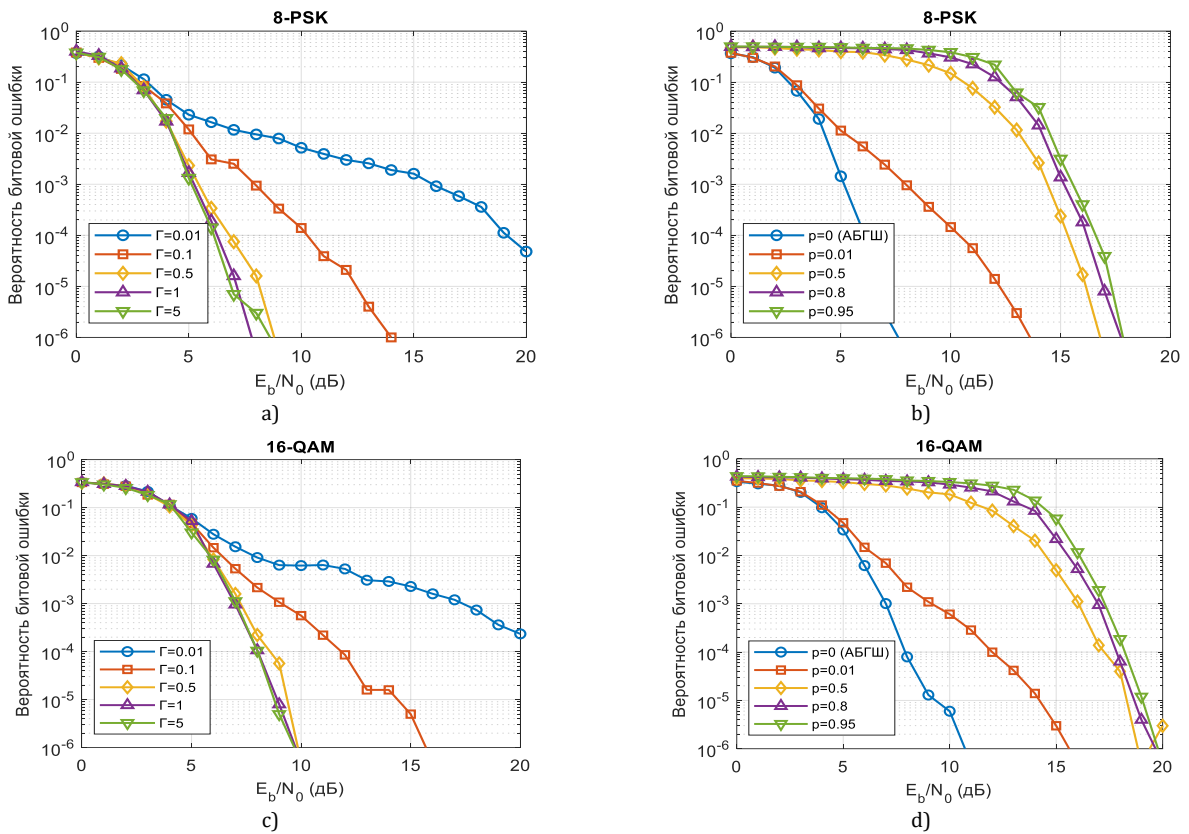 8-PSK
Вероятность битовой ошибки
10^0
10^-1
10^-2
10^-3
10^-4
10^-5
10^-6
Г=0.01
Г=0.1
Г=0.5
Г=1
Г=5
0 5 10 15 20
E_b/N_0 (дБ)
a)
8-PSK
Вероятность битовой ошибки
10^0
10^-1
10^-2
10^-3
10^-4
10^-5
10^-6
p=0 (АБГШ)
p=0.01
p=0.5
p=0.8
p=0.95
0 5 10 15 20
E_b/N_0 (дБ)
b)
16-QAM
Вероятность битовой ошибки
10^0
10^-1
10^-2
10^-3
10^-4
10^-5
10^-6
Г=0.01
Г=0.1
Г=0.5
Г=1
Г=5
0 5 10 15 20
E_b/N_0 (дБ)
c)
16-QAM
Вероятность битовой ошибки
10^0
10^-1
10^-2
10^-3
10^-4
10^-5
10^-6
p=0 (АБГШ)
p=0.01
p=0.5
p=0.8
p=0.95
0 5 10 15 20
E_b/N_0 (дБ)
d)